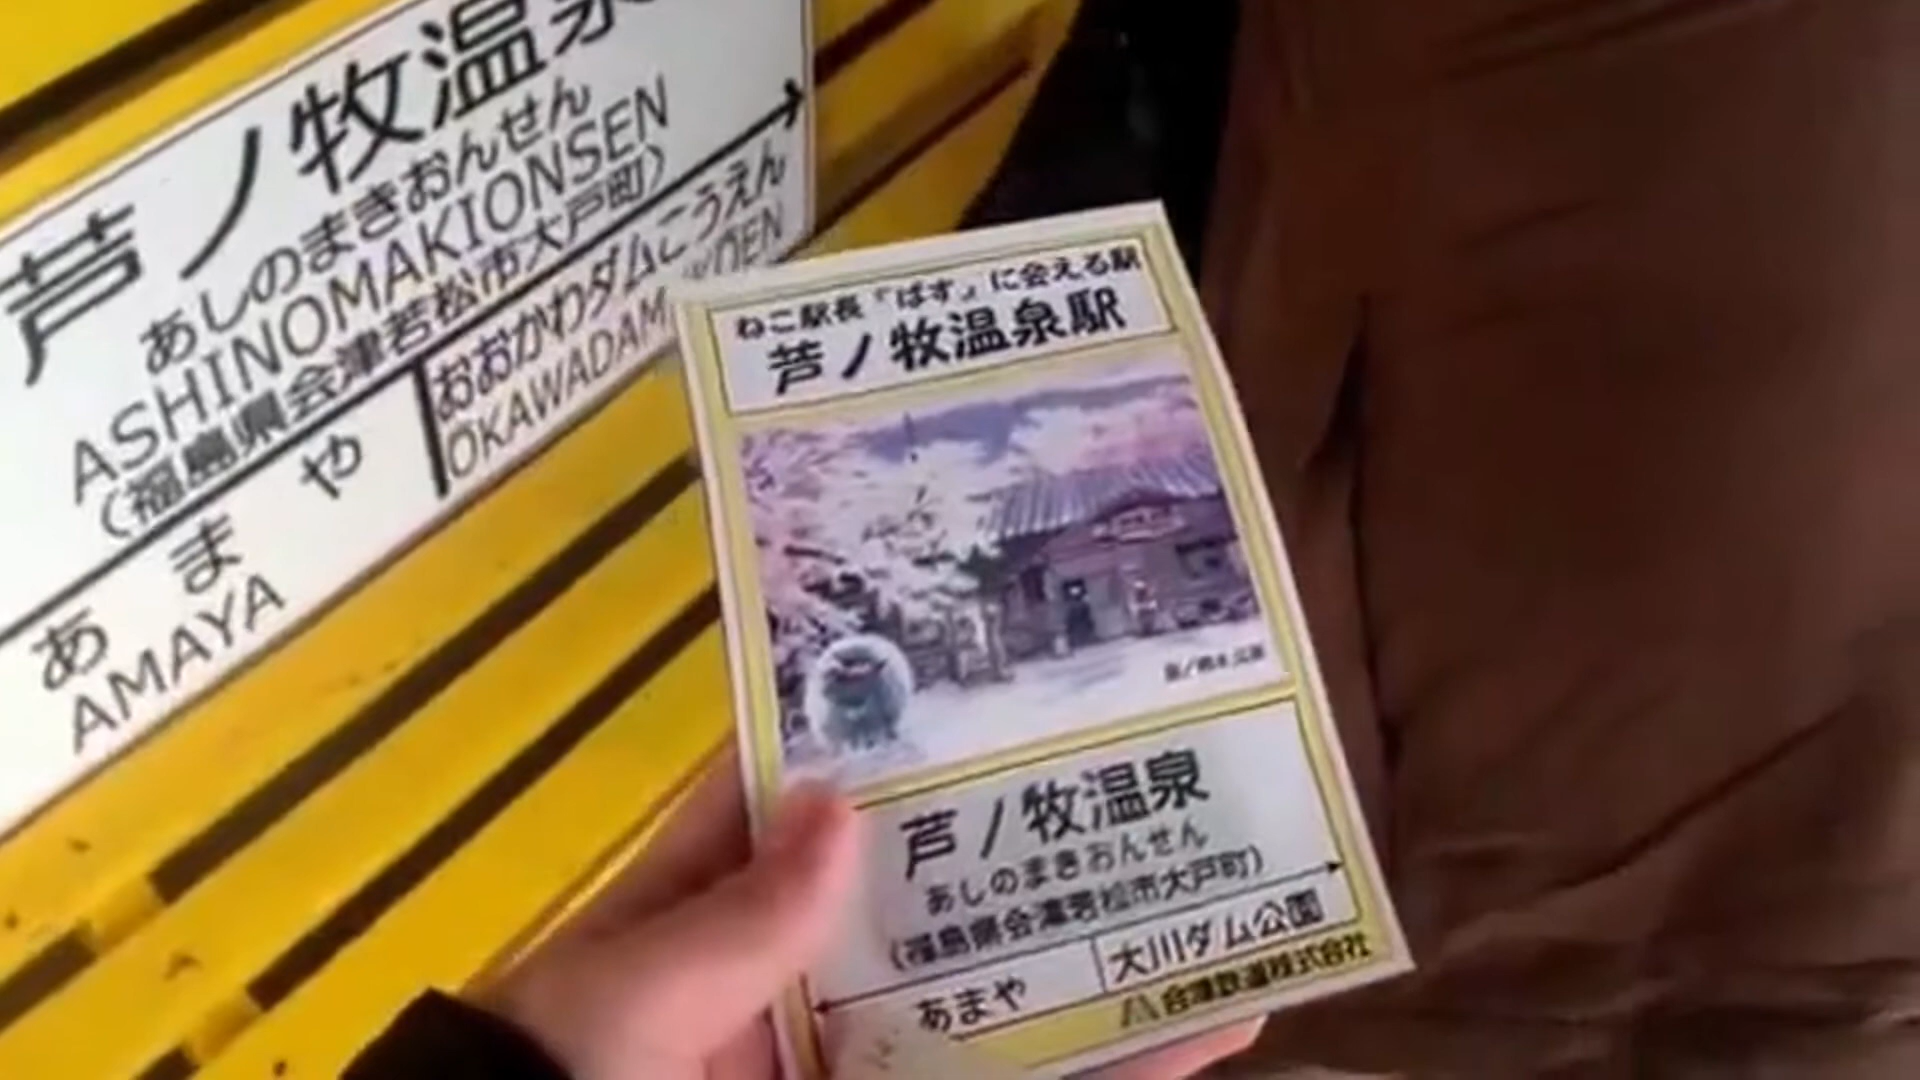 芦ノ牧温泉
あしのまきおんせん
ASHINOMAKIONSEN
(福島県会津若松市大戸町)
おおかわダムこうえん
OKAWADAM
あまや
AMAYA
ねこ駅長『ばす』に会える駅
芦ノ牧温泉駅
芦ノ牧温泉
あしのまきおんせん
(福島県会津若松市大戸町)
あまや
大川ダム公園
会津鉄道株式会社